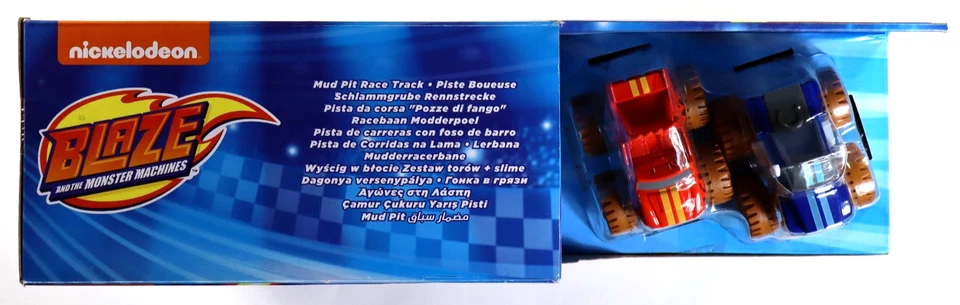 nickelodeon
BLAZE
AND THE MONSTER MACHINES™
Mud Pit Race Track • Piste Boueuse
Schlammgrube Rennstrecke
Pista da corsa "Pozze di fango"
Racebaan Modderpoel
Pista de carreras con foso de barro
Pista de Corridas na Lama • Lerbana
Mudderracerbane
Wyścig w błocie Zestaw torów + slime
Dagonya versenypálya • Гонка в грязи
Αγώνες στη Λάσπη
Çamur Çukuru Yarış Pisti
Mud Pit مضمار سباق